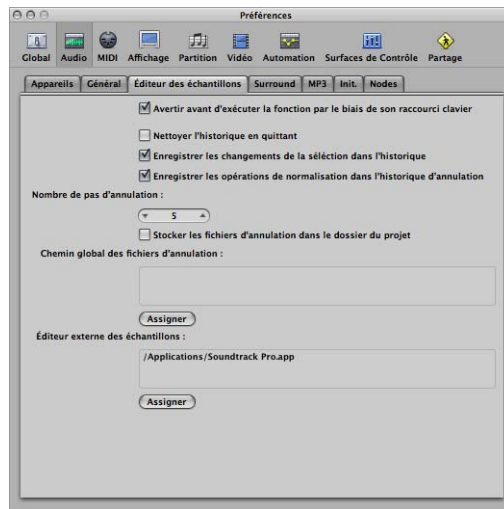 Préférences
Global Audio MIDI Affichage Partition Vidéo Automation Surfaces de Contrôle Partage
Appareils Général Éditeur des échantillons Surround MP3 Init. Nodes
Avertir avant d'exécuter la fonction par le biais de son raccourci clavier
Nettoyer l'historique en quittant
Enregistrer les changements de la séléction dans l'historique
Enregistrer les opérations de normalisation dans l'historique d'annulation
Nombre de pas d'annulation :
5
Stocker les fichiers d'annulation dans le dossier du projet
Chemin global des fichiers d'annulation :
Assigner
Éditeur externe des échantillons :
/Applications/Soundtrack Pro.app
Assigner